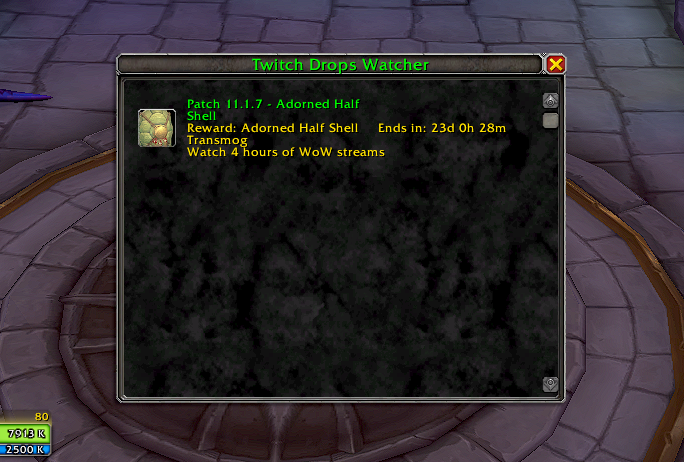 Twitch Drops Watcher
Patch 11.1.7 - Adorned Half
Shell
Reward: Adorned Half Shell Ends in: 23d 0h 28m
Transmog
Watch 4 hours of WoW streams
80
7913 K
2500 K